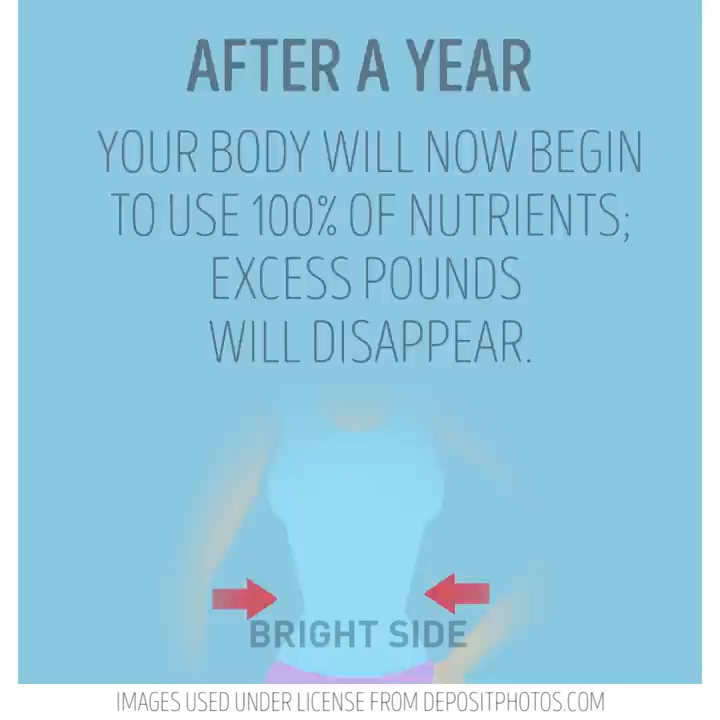 AFTER A YEAR
YOUR BODY WILL NOW BEGIN
TO USE 100% OF NUTRIENTS;
EXCESS POUNDS
WILL DISAPPEAR.
BRIGHT SIDE
IMAGES USED UNDER LICENSE FROM DEPOSITPHOTOS.COM